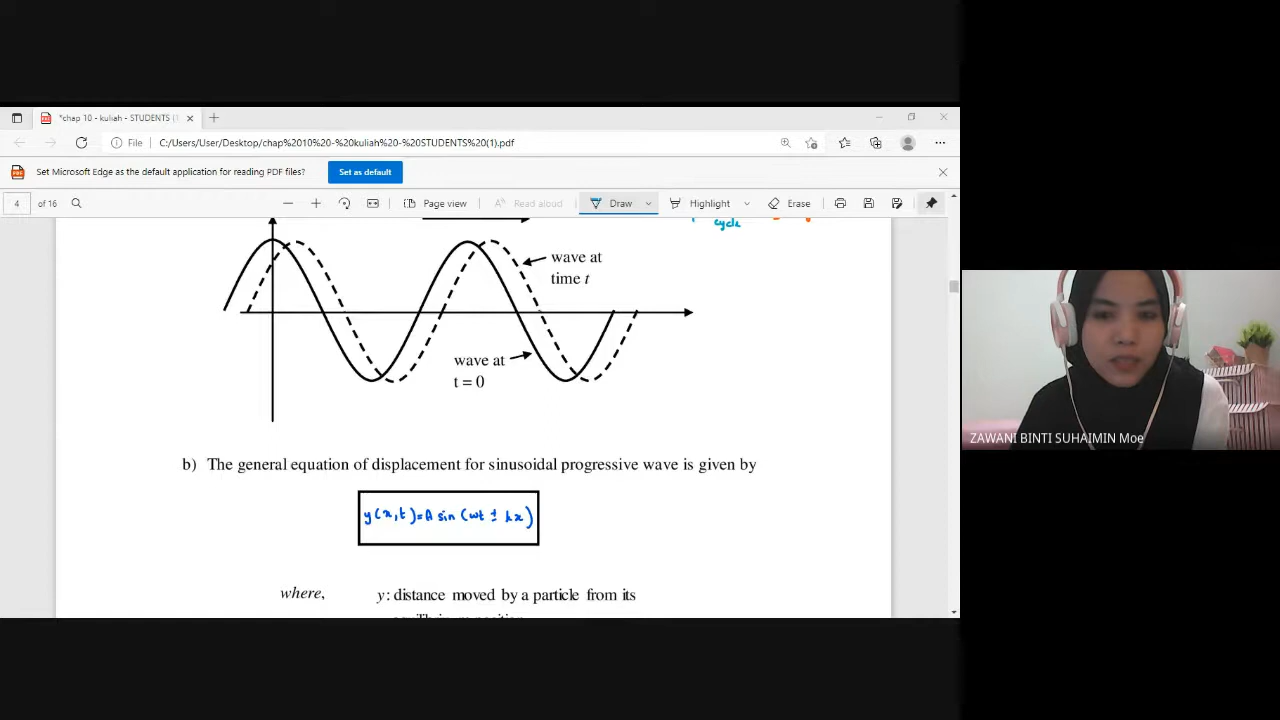 *chap 10 - kuliah - STUDENTS (1
File
C:/Users/User/Desktop/chap%2010%20-%20kuliah%20-%20STUDENTS%20(1).pdf
Set Microsoft Edge as the default application for reading PDF files?
Set as default
4 of 16
Page view
Read aloud
Draw
Highlight
Erase
cycle
wave at
time t
wave at
t = 0
b) The general equation of displacement for sinusoidal progressive wave is given by
y(x,t)=A sin(ωt ± kx)
where,
y: distance moved by a particle from its
ZAWANI BINTI SUHAIMIN Moe